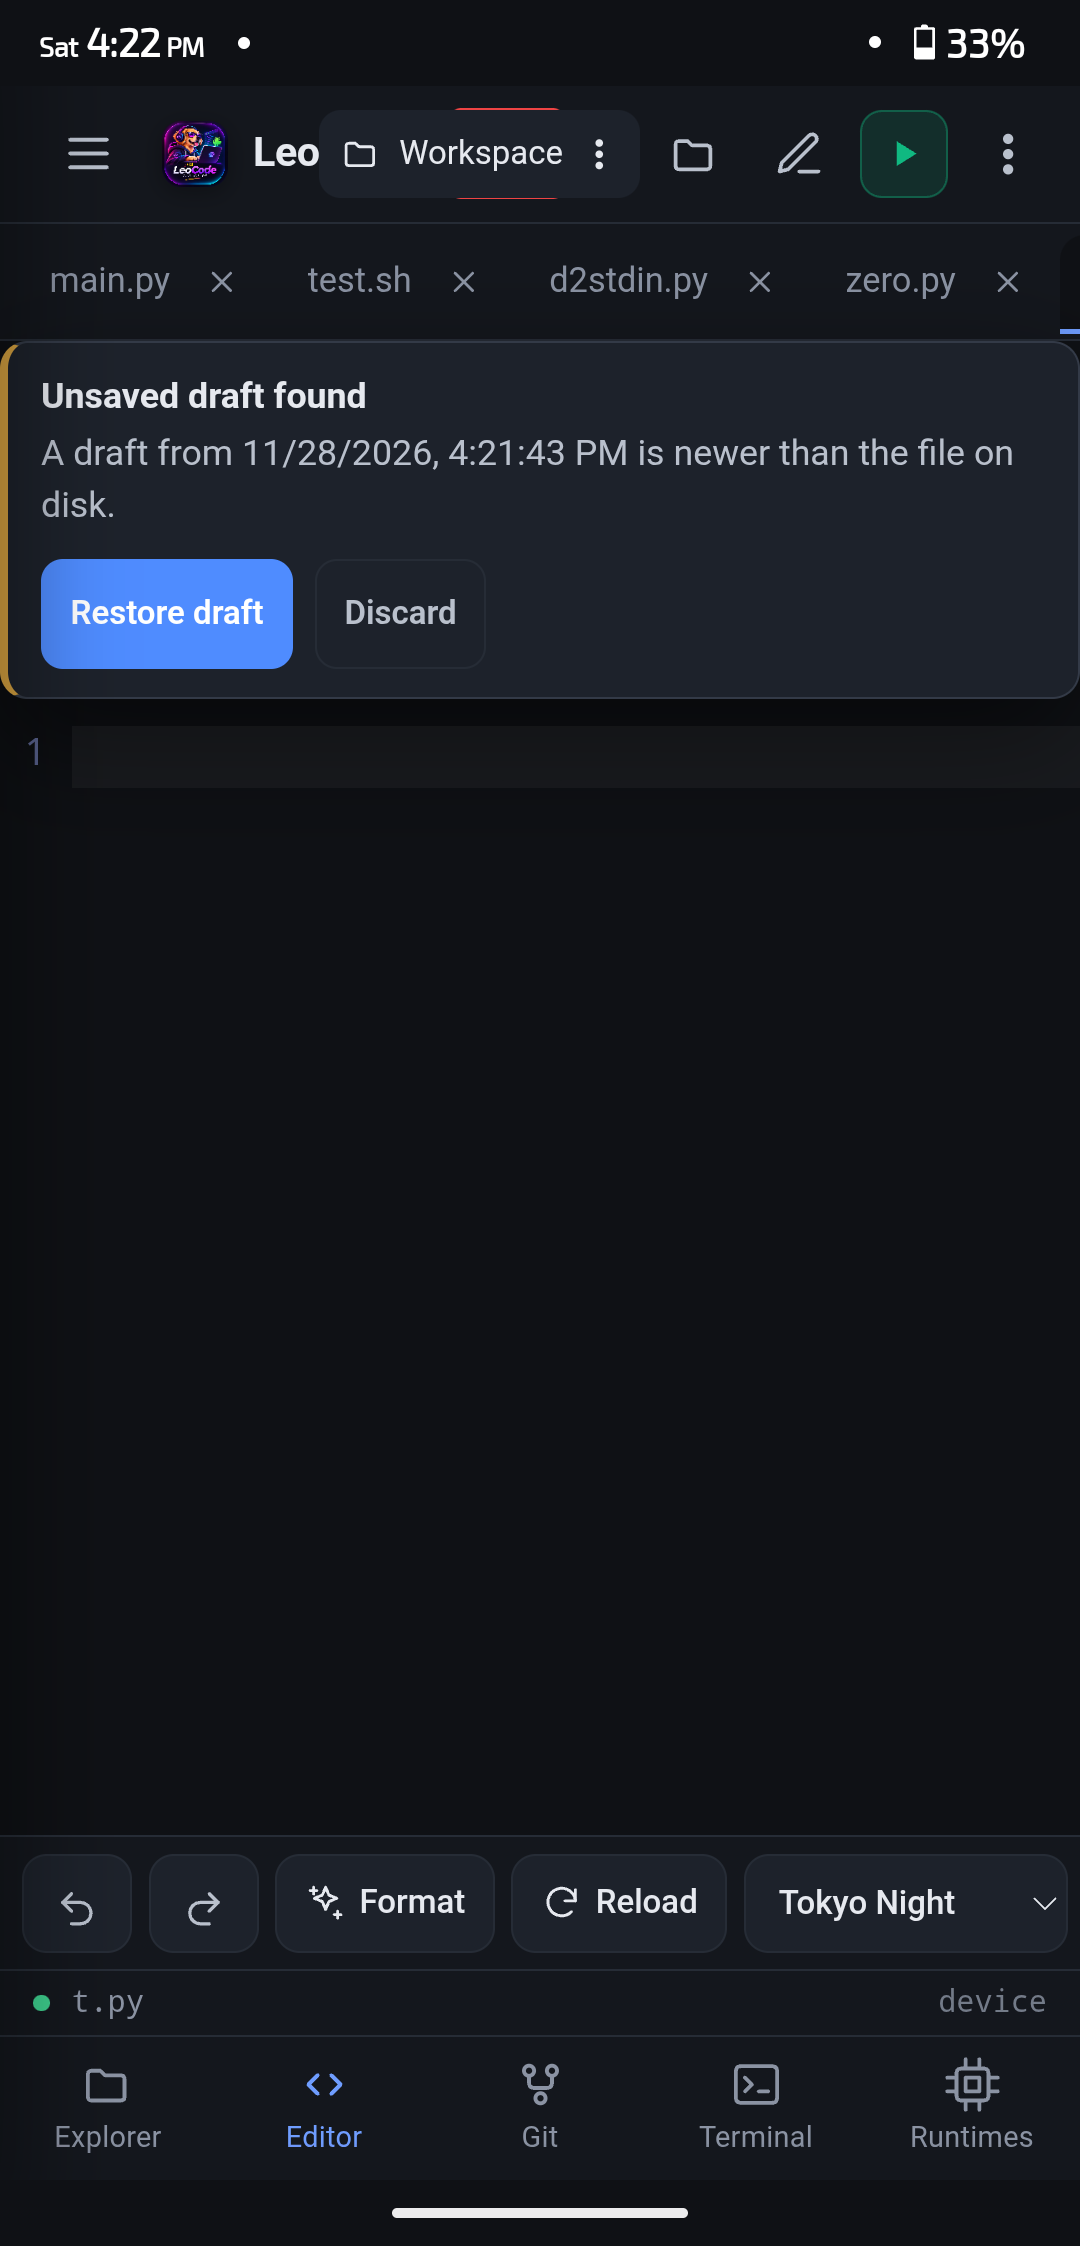 Sat 4:22 PM
33%
LeoCode
Leo
Workspace
main.py
test.sh
d2stdin.py
zero.py
Unsaved draft found
A draft from 11/28/2026, 4:21:43 PM is newer than the file on
disk.
Restore draft
Discard
1
Format
Reload
Tokyo Night
t.py
device
Explorer
Editor
Git
Terminal
Runtimes